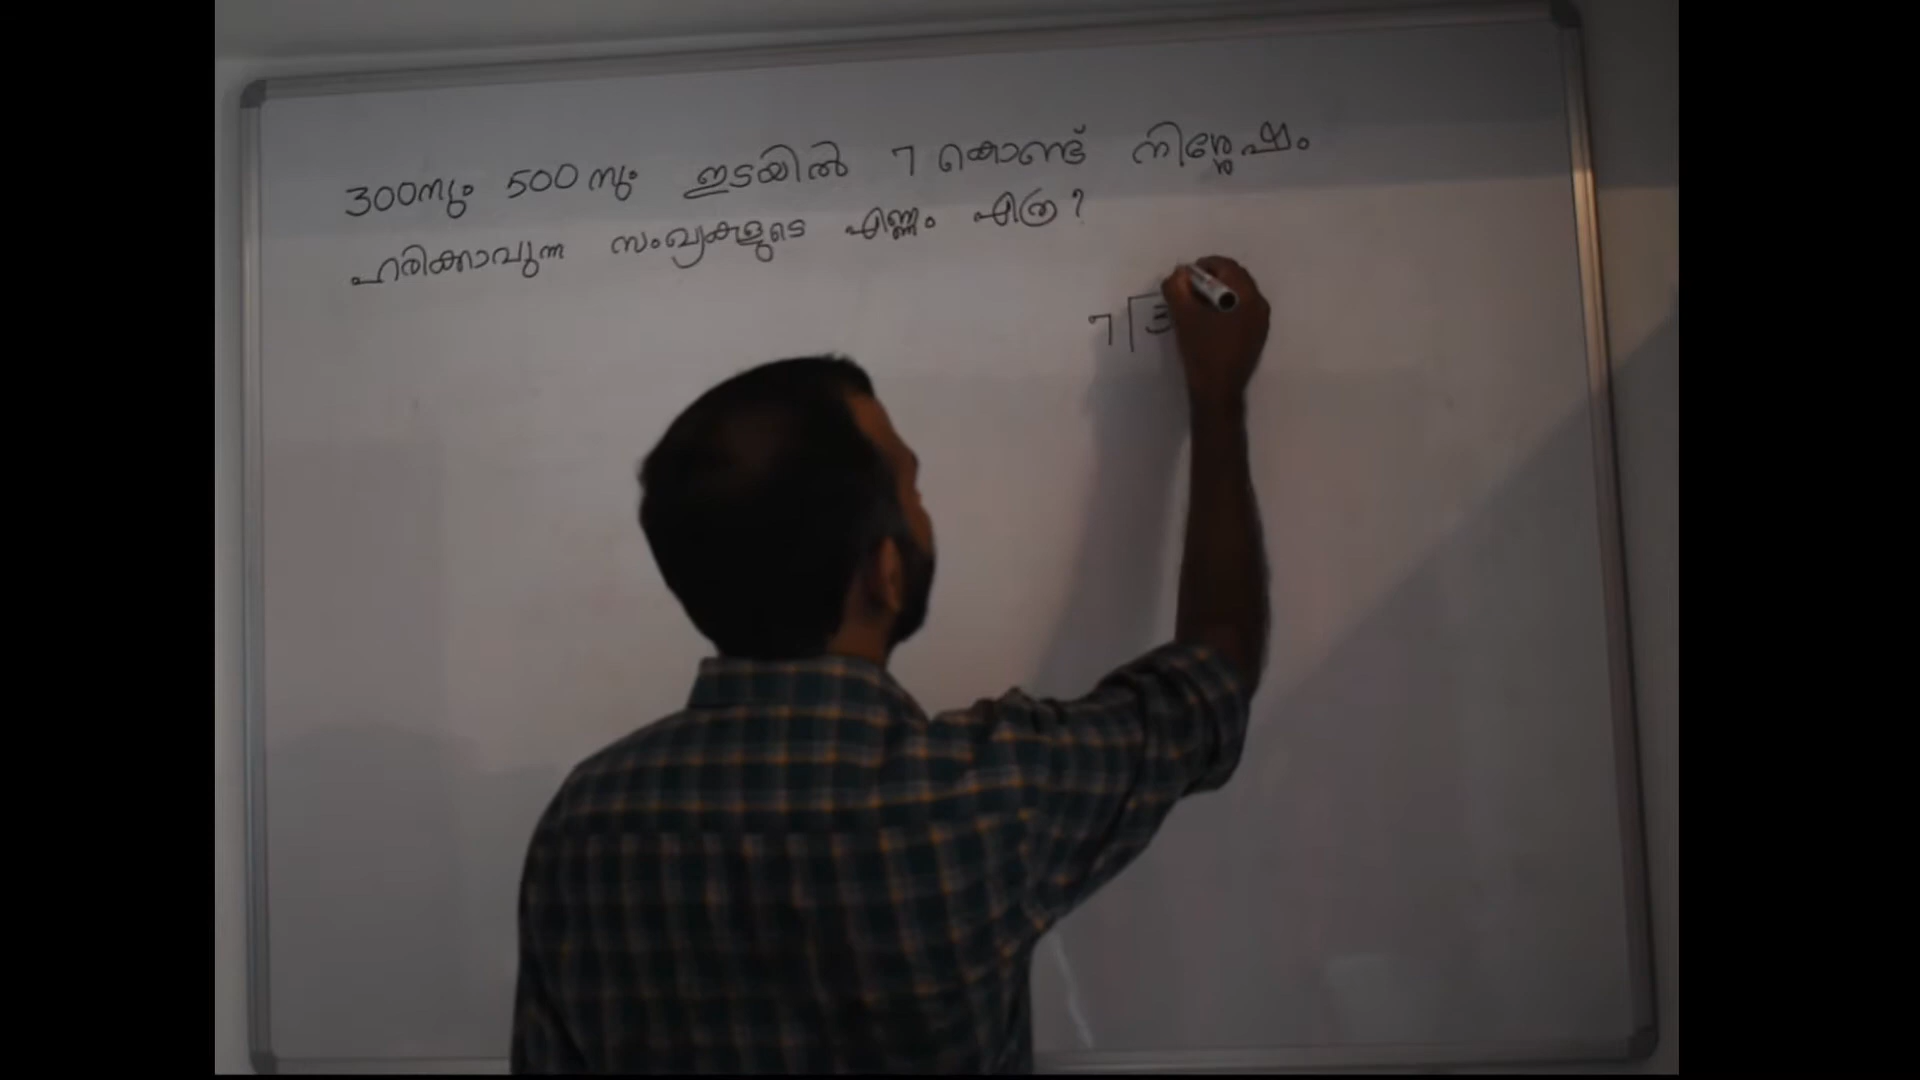 300നും 500നും ഇടയിൽ 7 കൊണ്ട് നിശ്ശേഷം
ഹരിക്കാവുന്ന സംഖ്യകളുടെ എണ്ണം എത്ര?
7 3